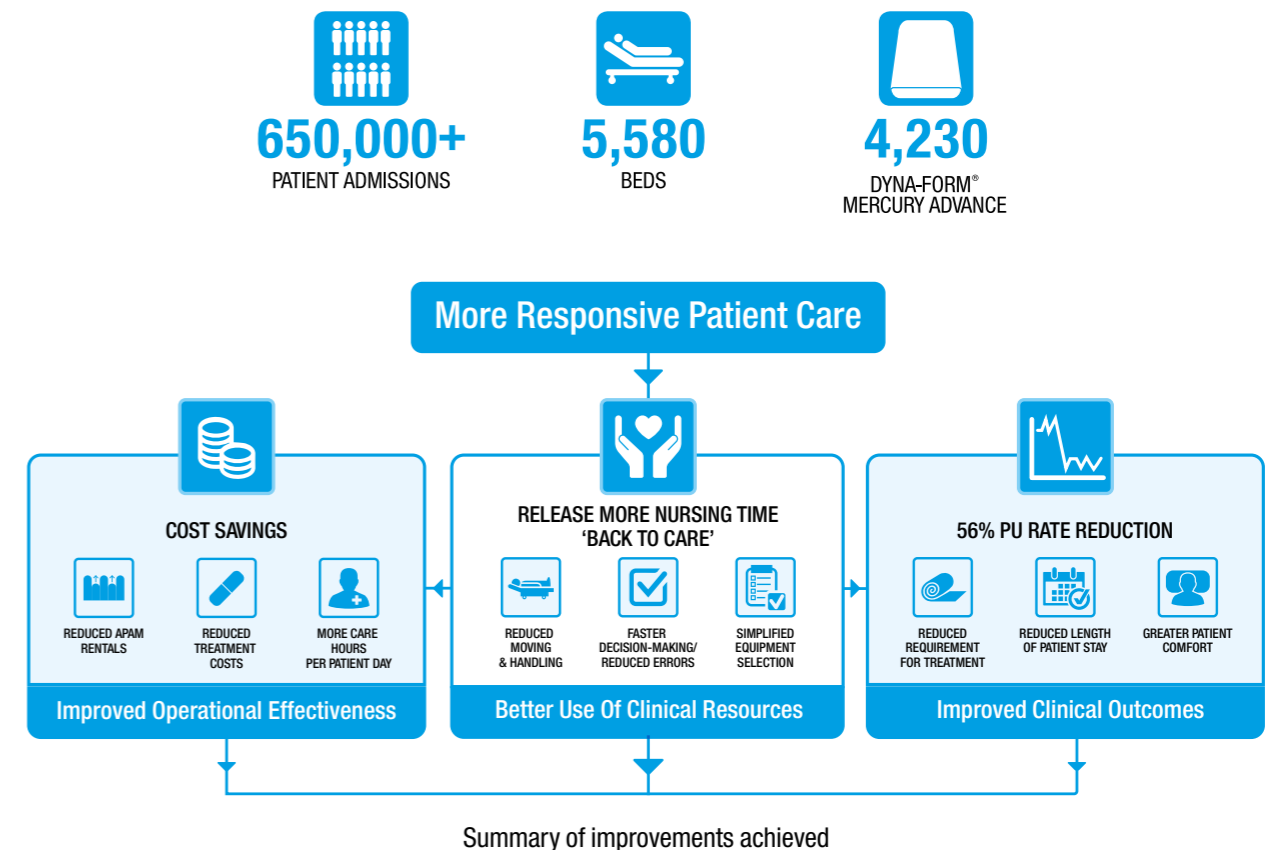 650,000+
PATIENT ADMISSIONS
5,580
BEDS
4,230
DYNA-FORM®
MERCURY ADVANCE
More Responsive Patient Care
COST SAVINGS
REDUCED APAM
RENTALS
REDUCED
TREATMENT
COSTS
MORE CARE
HOURS
PER PATIENT DAY
Improved Operational Effectiveness
RELEASE MORE NURSING TIME
‘BACK TO CARE’
REDUCED
MOVING
& HANDLING
FASTER
DECISION-MAKING/
REDUCED ERRORS
SIMPLIFIED
EQUIPMENT
SELECTION
Better Use Of Clinical Resources
56% PU RATE REDUCTION
REDUCED
REQUIREMENT
FOR TREATMENT
REDUCED LENGTH
OF PATIENT STAY
GREATER PATIENT
COMFORT
Improved Clinical Outcomes
Summary of improvements achieved